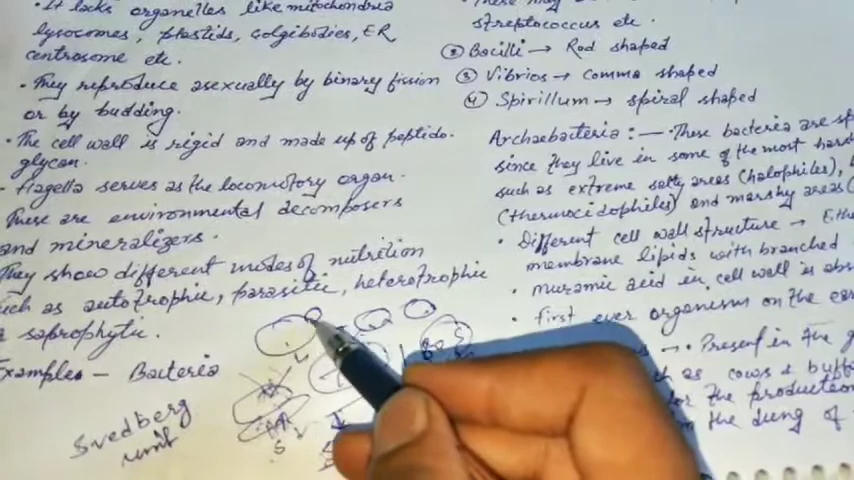 • It lacks organelles like mitochondria
lysocomes, plastids, Golgibodies, ER
centrosome etc.
• They reproduce asexually by binary fission
or by budding.
• The cell wall is rigid and made up of peptido-
glycan.
- flagella serves as the locomotory organ.
These are environmental decomposers
and mineralizers.
They show different modes of nutrition
such as autotrophic, parasitic, heterotrophic
saprophytic.
Examples — Bacteria
Svedberg
unit
S
streptococcus etc.
② Bacilli → Rod shaped
③ Vibrios → comma shaped
④ Spirillum → spiral shaped
Archaebacteria :— • These bacteria are
since they live in some of the most
such as extreme salty areas (halophiles),
(thermocidophiles) and marshy areas
• Different cell wall structure →
membrane lipids with branched
• muramic acid in cell wall is
• first ever organism on the
→ • Present in the
as cows &
for the production
the dung of